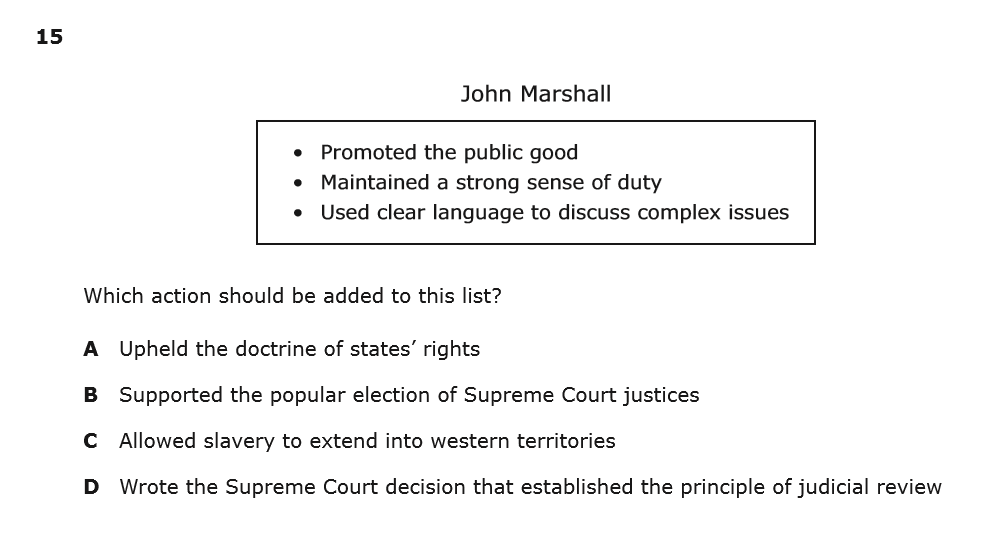 15
John Marshall
• Promoted the public good
• Maintained a strong sense of duty
• Used clear language to discuss complex issues
Which action should be added to this list?
A Upheld the doctrine of states’ rights
B Supported the popular election of Supreme Court justices
C Allowed slavery to extend into western territories
D Wrote the Supreme Court decision that established the principle of judicial review